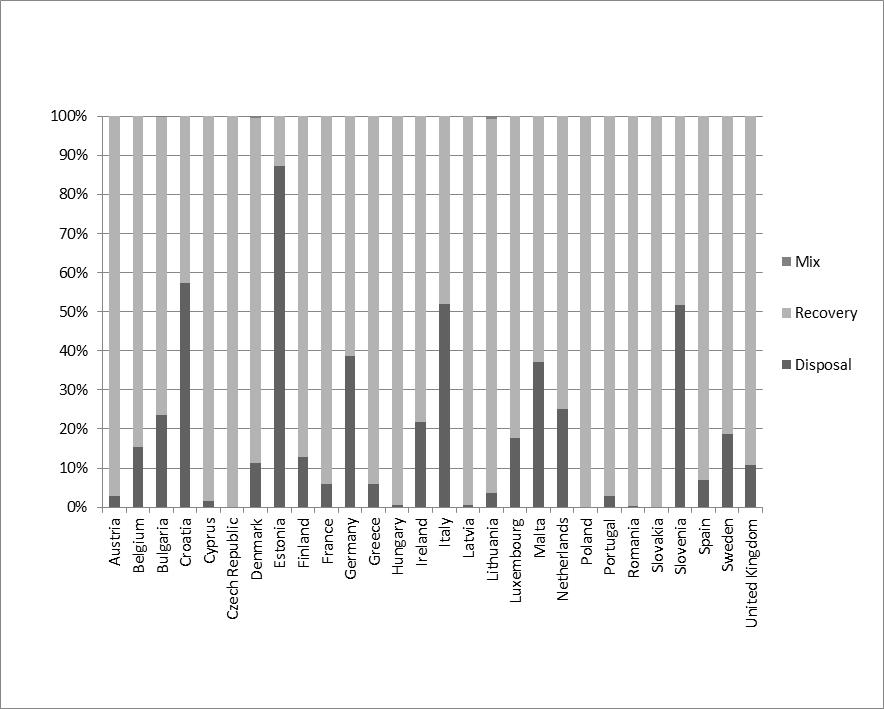 100%
90%
80%
70%
60%
50%
40%
30%
20%
10%
0%
Austria
Belgium
Bulgaria
Croatia
Cyprus
Czech Republic
Denmark
Estonia
Finland
France
Germany
Greece
Hungary
Ireland
Italy
Latvia
Lithuania
Luxembourg
Malta
Netherlands
Poland
Portugal
Romania
Slovakia
Slovenia
Spain
Sweden
United Kingdom
Mix
Recovery
Disposal